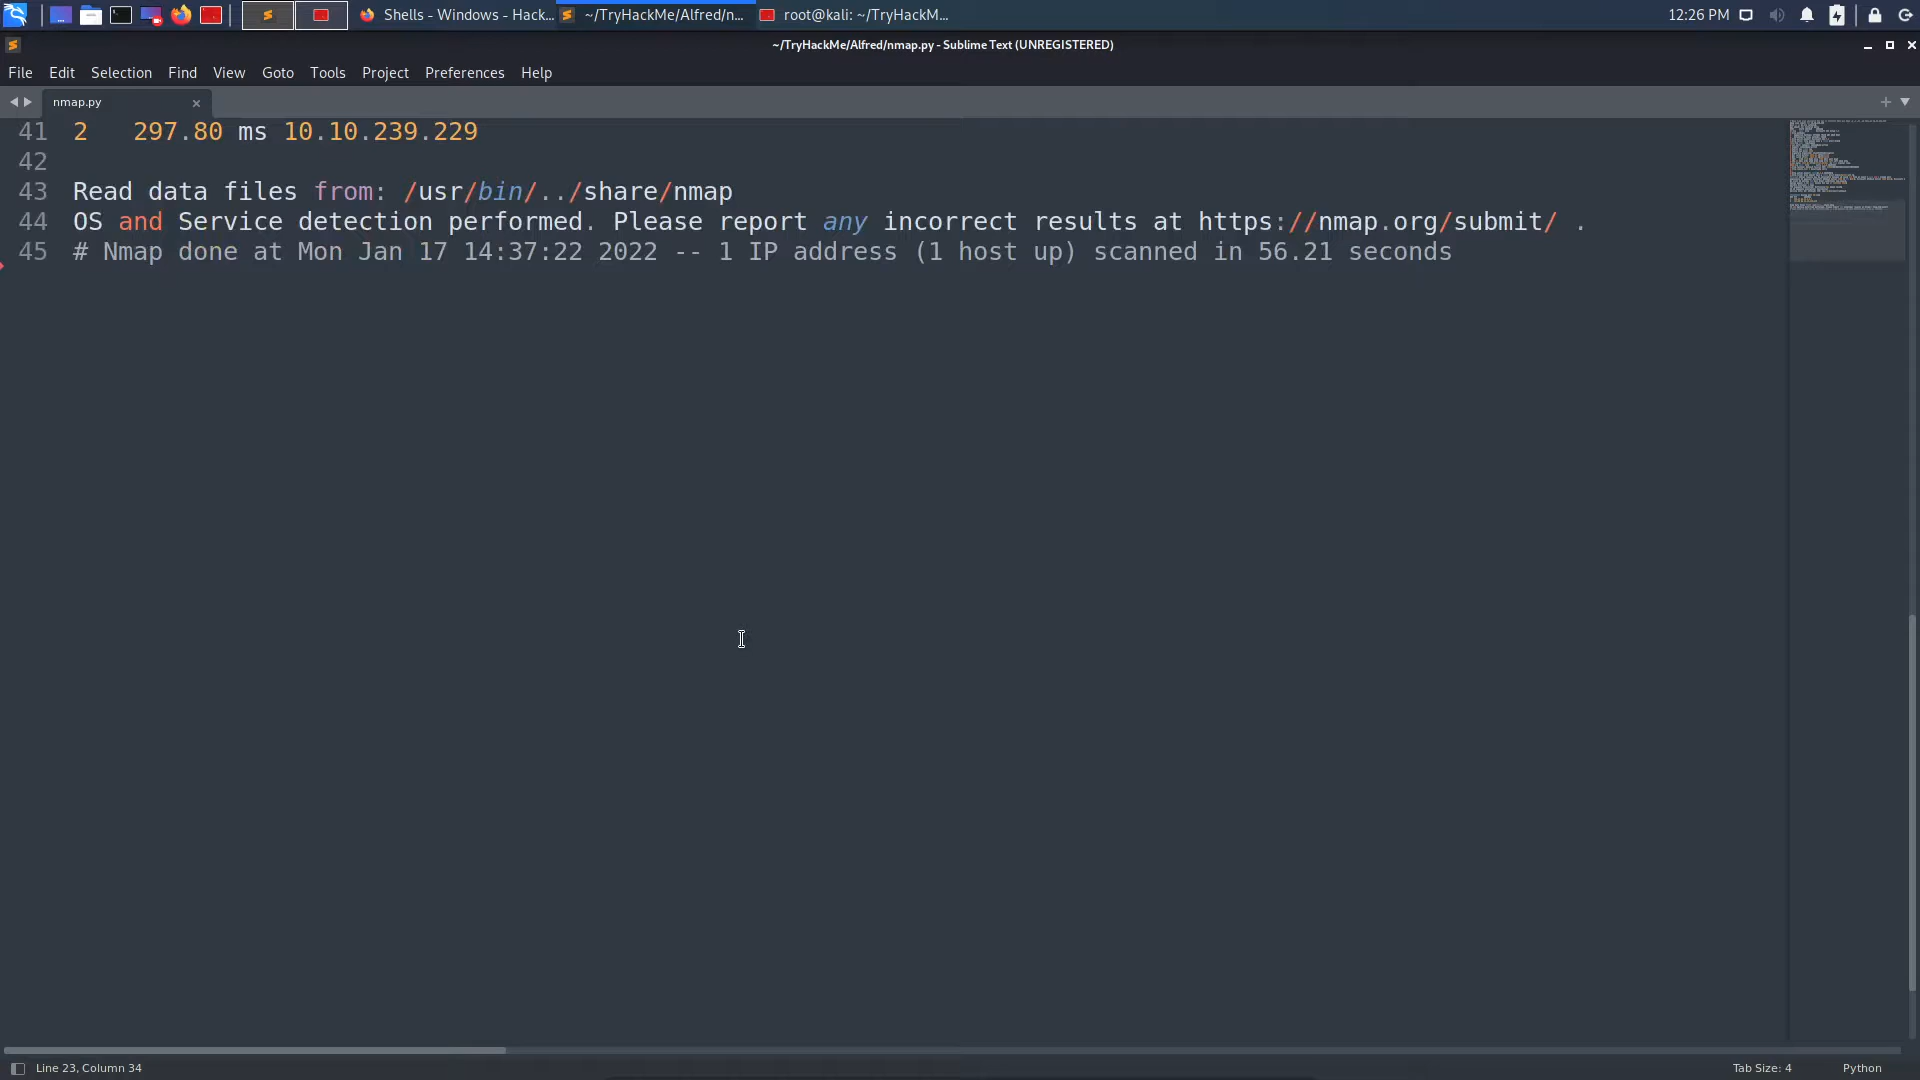 Shells - Windows - Hack...
~/TryHackMe/Alfred/n...
root@kali: ~/TryHackM...
12:26 PM
~/TryHackMe/Alfred/nmap.py - Sublime Text (UNREGISTERED)
File Edit Selection Find View Goto Tools Project Preferences Help
nmap.py
41 2 297.80 ms 10.10.239.229
42
43 Read data files from: /usr/bin/../share/nmap
44 OS and Service detection performed. Please report any incorrect results at https://nmap.org/submit/ .
45 # Nmap done at Mon Jan 17 14:37:22 2022 -- 1 IP address (1 host up) scanned in 56.21 seconds
Line 23, Column 34
Tab Size: 4
Python